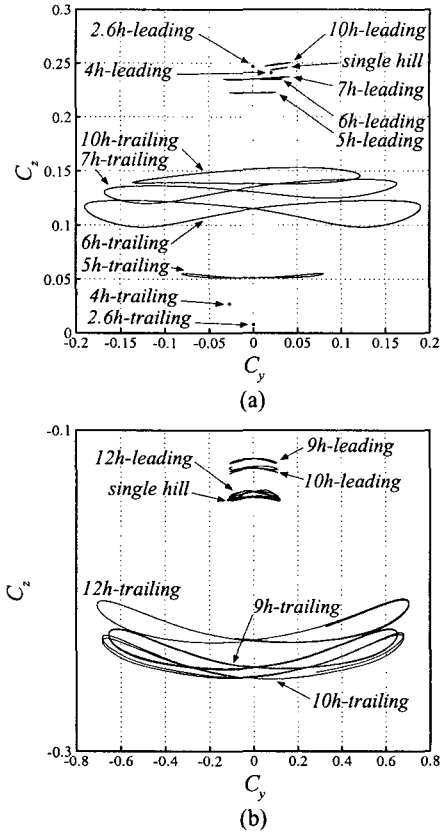 0.3
2.6h-leading
10h-leading
single hill
4h-leading
7h-leading
0.25
6h-leading
5h-leading
0.2
10h-trailing
7h-trailing
C_z
0.15
0.1
6h-trailing
5h-trailing
0.05
4h-trailing
2.6h-trailing
0
-0.2 -0.15 -0.1 -0.05 0 0.05 0.1 0.15 0.2
C_y
(a)
-0.1
9h-leading
12h-leading
10h-leading
single hill
C_z
12h-trailing
9h-trailing
10h-trailing
-0.3
-0.8 -0.6 -0.4 -0.2 0 0.2 0.4 0.6 0.8
C_y
(b)